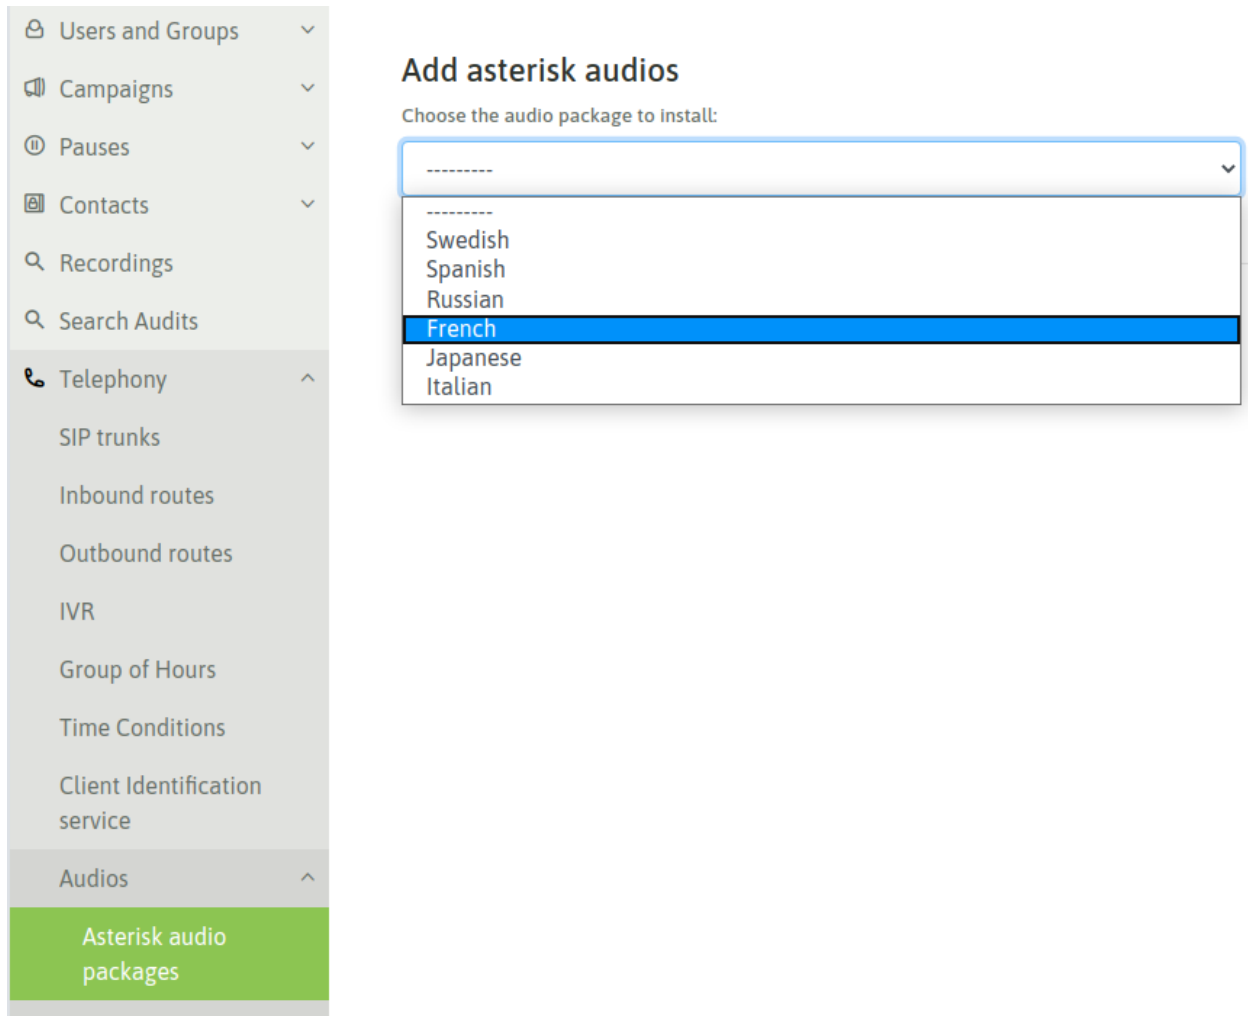 Users and Groups
Campaigns
Pauses
Contacts
Recordings
Search Audits
Telephony
SIP trunks
Inbound routes
Outbound routes
IVR
Group of Hours
Time Conditions
Client Identification
service
Audios
Asterisk audio
packages
Add asterisk audios
Choose the audio package to install:
---------
---------
Swedish
Spanish
Russian
French
Japanese
Italian